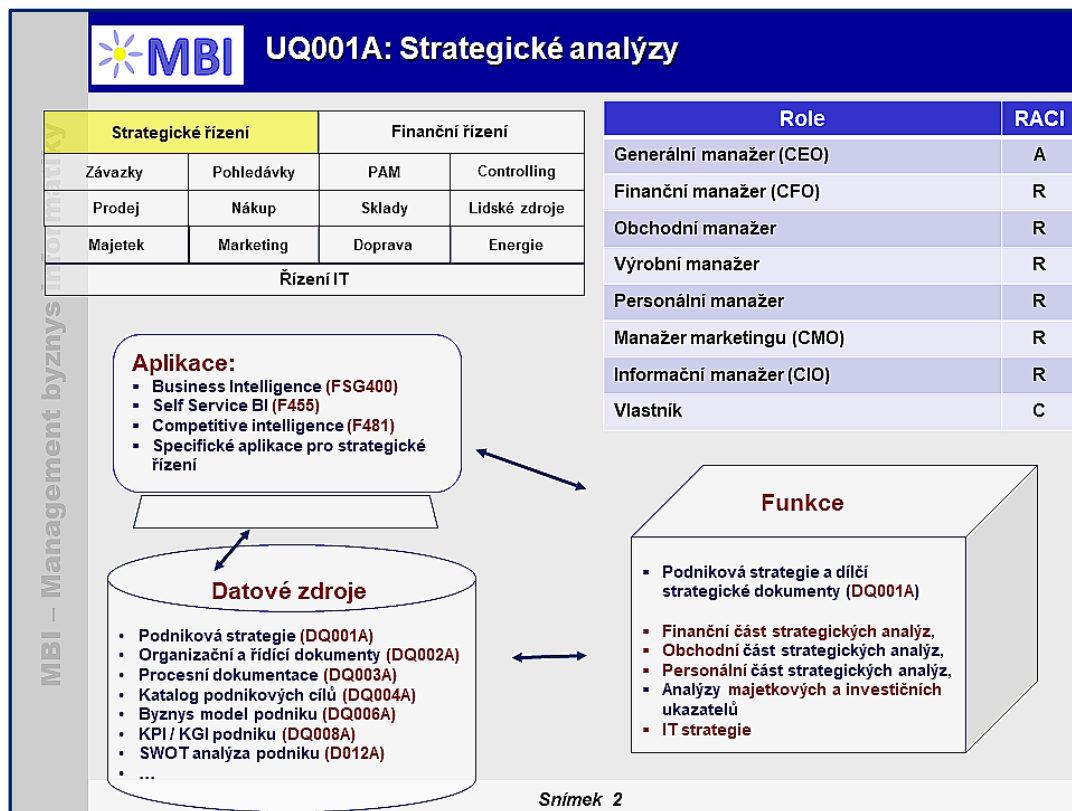 MBI
UQ001A: Strategické analýzy
MBI – Management byznys informatiky
Strategické řízení
Finanční řízení
Závazky
Pohledávky
PAM
Controlling
Prodej
Nákup
Sklady
Lidské zdroje
Majetek
Marketing
Doprava
Energie
Řízení IT
Role RACI
Generální manažer (CEO) A
Finanční manažer (CFO) R
Obchodní manažer R
Výrobní manažer R
Personální manažer R
Manažer marketingu (CMO) R
Informační manažer (CIO) R
Vlastník C
Aplikace:
▪ Business Intelligence (FSG400)
▪ Self Service BI (F455)
▪ Competitive intelligence (F481)
▪ Specifické aplikace pro strategické
řízení
Datové zdroje
• Podniková strategie (DQ001A)
• Organizační a řídící dokumenty (DQ002A)
• Procesní dokumentace (DQ003A)
• Katalog podnikových cílů (DQ004A)
• Byznys model podniku (DQ006A)
• KPI / KGI podniku (DQ008A)
• SWOT analýza podniku (D012A)
• ...
Funkce
▪ Podniková strategie a dílčí
strategické dokumenty (DQ001A)
▪ Finanční část strategických analýz,
▪ Obchodní část strategických analýz,
▪ Personální část strategických analýz,
▪ Analýzy majetkových a investičních
ukazatelů
▪ IT strategie
Snímek 2